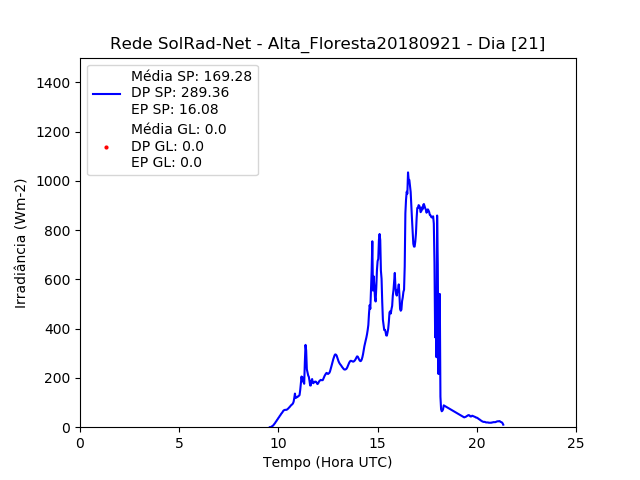 Rede SolRad-Net - Alta_Floresta20180921 - Dia [21]
Média SP: 169.28
DP SP: 289.36
EP SP: 16.08
Média GL: 0.0
DP GL: 0.0
EP GL: 0.0
Irradiância (Wm-2)
1400
1200
1000
800
600
400
200
0
0 5 10 15 20 25
Tempo (Hora UTC)